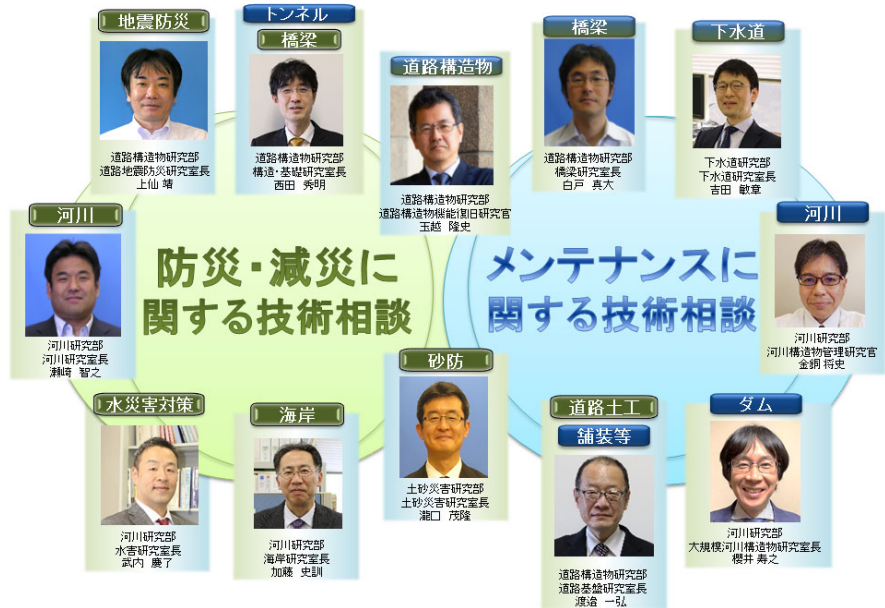 地震防災
道路構造物研究部
道路地震防災研究室長
上仙 靖
トンネル
橋梁
道路構造物研究部
構造・基礎研究室長
西田 秀明
道路構造物
道路構造物研究部
道路構造物機能復旧研究官
玉越 隆史
橋梁
道路構造物研究部
橋梁研究室長
白戸 真大
下水道
下水道研究部
下水道研究室長
吉田 敏章
河川
河川研究部
河川研究室長
瀬﨑 智之
防災・減災に
関する技術相談
メンテナンスに
関する技術相談
河川
河川研究部
河川構造物管理研究官
金銅 将史
水災害対策
河川研究部
水害研究室長
武内 慶了
海岸
河川研究部
海岸研究室長
加藤 史訓
砂防
土砂災害研究部
土砂災害研究室長
瀧口 茂隆
道路土工
舗装等
道路構造物研究部
道路基盤研究室長
渡邉 一弘
ダム
河川研究部
大規模河川構造物研究室長
櫻井 寿之